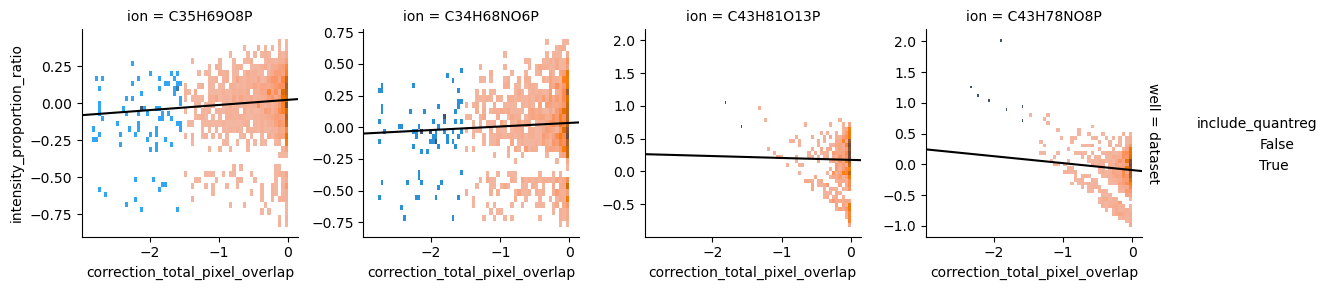 ion = C35H69O8P
ion = C34H68NO6P
ion = C43H81O13P
ion = C43H78NO8P
intensity_proportion_ratio
0.25
0.00
−0.25
−0.50
−0.75
−2
−1
0
correction_total_pixel_overlap
0.75
0.50
0.25
0.00
−0.25
−0.50
−0.75
−2
−1
0
correction_total_pixel_overlap
2.0
1.5
1.0
0.5
0.0
−0.5
−2
−1
0
correction_total_pixel_overlap
2.0
1.5
1.0
0.5
0.0
−0.5
−1.0
−2
−1
0
correction_total_pixel_overlap
well = dataset
include_quantreg
False
True